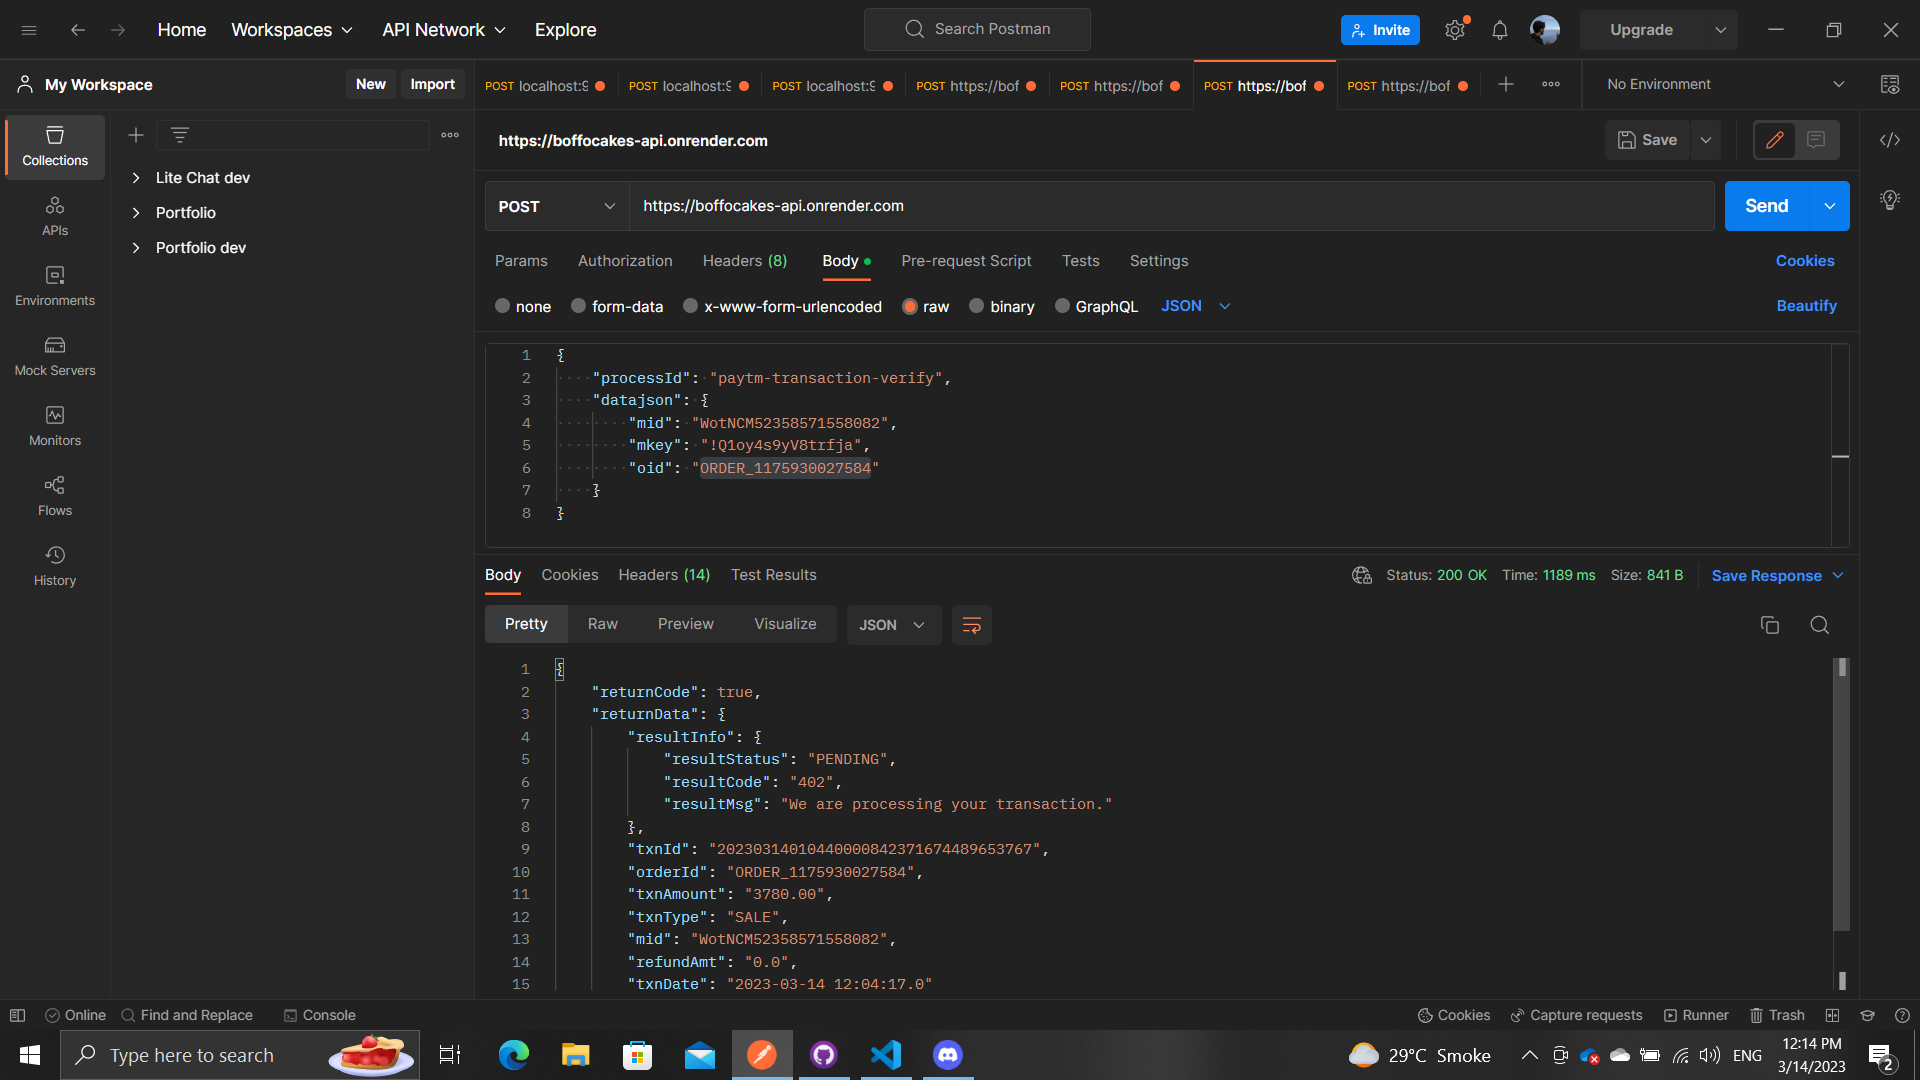 Home Workspaces API Network Explore Search Postman Invite Upgrade
My Workspace New Import POST localhost:9 POST localhost:9 POST localhost:9 POST https://bof POST https://bof POST https://bof POST https://bof No Environment
Collections
APIs
Environments
Mock Servers
Monitors
Flows
History
Lite Chat dev
Portfolio
Portfolio dev
https://boffocakes-api.onrender.com Save
POST https://boffocakes-api.onrender.com Send
Params Authorization Headers (8) Body Pre-request Script Tests Settings Cookies
none form-data x-www-form-urlencoded raw binary GraphQL JSON Beautify
1 {
2 "processId": "paytm-transaction-verify",
3 "datajson": {
4 "mid": "WotNCM52358571558082",
5 "mkey": "!Q1oy4s9yV8trfja",
6 "oid": "ORDER_1175930027584"
7 }
8 }
Body Cookies Headers (14) Test Results Status: 200 OK Time: 1189 ms Size: 841 B Save Response
Pretty Raw Preview Visualize JSON
1 {
2 "returnCode": true,
3 "returnData": {
4 "resultInfo": {
5 "resultStatus": "PENDING",
6 "resultCode": "402",
7 "resultMsg": "We are processing your transaction."
8 },
9 "txnId": "20230314010440000842371674489653767",
10 "orderId": "ORDER_1175930027584",
11 "txnAmount": "3780.00",
12 "txnType": "SALE",
13 "mid": "WotNCM52358571558082",
14 "refundAmt": "0.0",
15 "txnDate": "2023-03-14 12:04:17.0"
Online Find and Replace Console Cookies Capture requests Runner Trash
Type here to search 29°C Smoke ENG 12:14 PM
3/14/2023 2